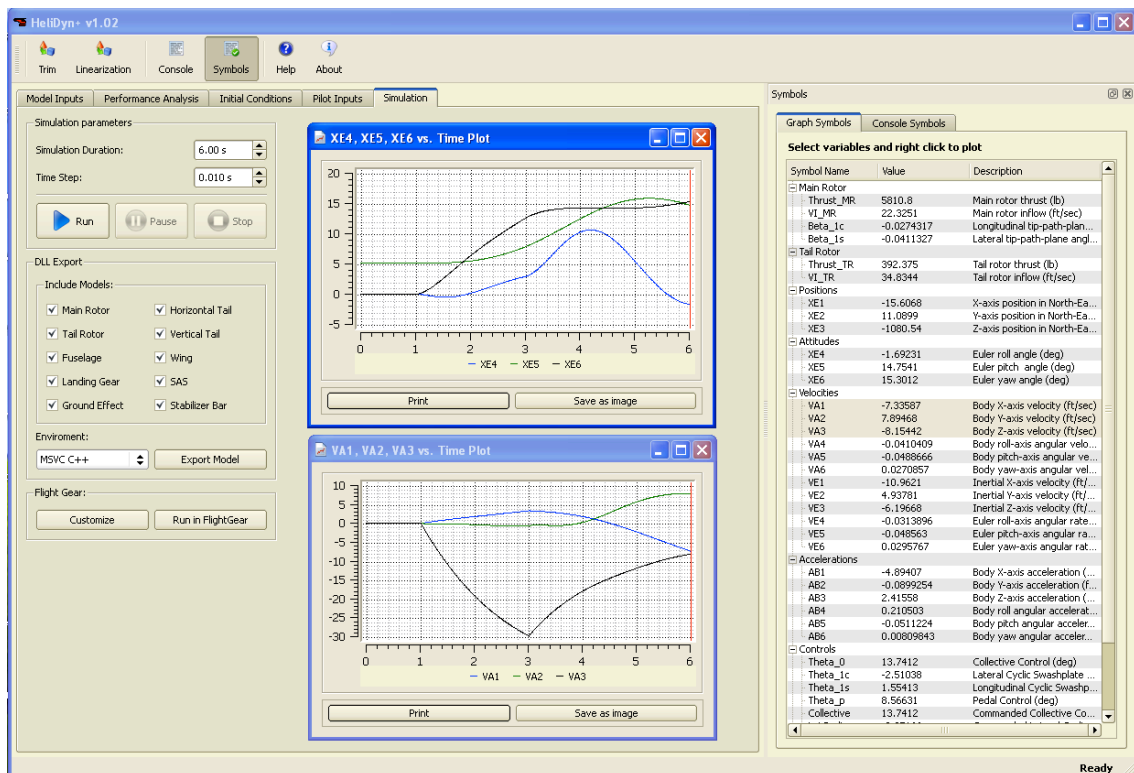 HeliDyn+ v1.02
Trim Linearization Console Symbols Help About
Model Inputs Performance Analysis Initial Conditions Pilot Inputs Simulation
Simulation parameters
Simulation Duration: 6.00 s
Time Step: 0.010 s
Run Pause Stop
DLL Export
Include Models:
Main Rotor Horizontal Tail
Tail Rotor Vertical Tail
Fuselage Wing
Landing Gear SAS
Ground Effect Stabilizer Bar
Enviroment:
MSVC C++ Export Model
Flight Gear:
Customize Run in FlightGear
XE4, XE5, XE6 vs. Time Plot
20
15
10
5
0
-5
0 1 2 3 4 5 6
XE4 XE5 XE6
Print Save as image
VA1, VA2, VA3 vs. Time Plot
10
5
0
-5
-10
-15
-20
-25
-30
0 1 2 3 4 5 6
VA1 VA2 VA3
Print Save as image
Symbols
Graph Symbols Console Symbols
Select variables and right click to plot
Symbol Name Value Description
Main Rotor
Thrust_MR 5810.8 Main rotor thrust (lb)
VI_MR 22.3251 Main rotor inflow (ft/sec)
Beta_1c -0.0274317 Longitudinal tip-path-plan...
Beta_1s -0.0411327 Lateral tip-path-plane angl...
Tail Rotor
Thrust_TR 392.375 Tail rotor thrust (lb)
VI_TR 34.8344 Tail rotor inflow (ft/sec)
Positions
XE1 -15.6068 X-axis position in North-Ea...
XE2 11.0899 Y-axis position in North-Ea...
XE3 -1080.54 Z-axis position in North-Ea...
Attitudes
XE4 -1.69231 Euler roll angle (deg)
XE5 14.7541 Euler pitch angle (deg)
XE6 15.3012 Euler yaw angle (deg)
Velocities
VA1 -7.33587 Body X-axis velocity (ft/sec)
VA2 7.89468 Body Y-axis velocity (ft/sec)
VA3 -8.15442 Body Z-axis velocity (ft/sec)
VA4 -0.0410409 Body roll-axis angular velo...
VA5 -0.0488666 Body pitch-axis angular ve...
VA6 0.0270857 Body yaw-axis angular vel...
VE1 -10.9621 Inertial X-axis velocity (ft/...
VE2 4.93781 Inertial Y-axis velocity (ft/...
VE3 -6.19668 Inertial Z-axis velocity (ft/...
VE4 -0.0313896 Euler roll-axis angular rate...
VE5 -0.048563 Euler pitch-axis angular ra...
VE6 0.0295767 Euler yaw-axis angular rat...
Accelerations
AB1 -4.89407 Body X-axis acceleration (...
AB2 -0.0899254 Body Y-axis acceleration (f...
AB3 2.41558 Body Z-axis acceleration (...
AB4 0.210503 Body roll angular accelerat...
AB5 -0.0511224 Body pitch angular acceler...
AB6 0.00809843 Body yaw angular acceler...
Controls
Theta_0 13.7412 Collective Control (deg)
Theta_1c -2.51038 Lateral Cyclic Swashplate ...
Theta_1s 1.55413 Longitudinal Cyclic Swashp...
Theta_p 8.56631 Pedal Control (deg)
Collective 13.7412 Commanded Collective Co...
Ready